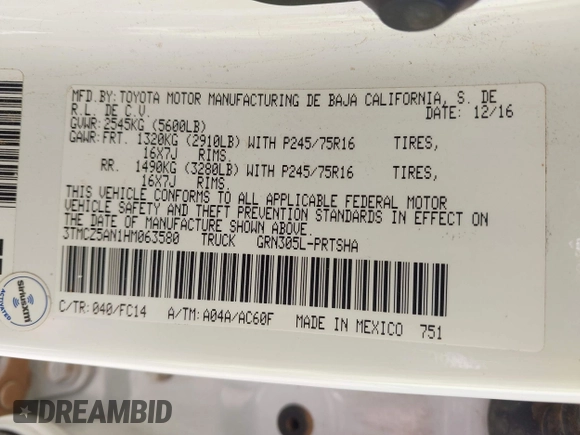 MFD.BY:TOYOTA MOTOR MANUFACTURING DE BAJA CALIFORNIA, S. DE
R.L. DE C.V. DATE: 12/16
GVWR:2545KG (5600LB)
GAWR:FRT. 1320KG (2910LB) WITH P245/75R16 TIRES,
16X7J RIMS.
RR. 1490KG (3280LB) WITH P245/75R16 TIRES,
16X7J RIMS.
THIS VEHICLE CONFORMS TO ALL APPLICABLE FEDERAL MOTOR
VEHICLE SAFETY AND THEFT PREVENTION STANDARDS IN EFFECT ON
THE DATE OF MANUFACTURE SHOWN ABOVE.
3TMCZ5AN1HM063580 TRUCK GRN305L-PRTSHA
C/TR:040/FC14 A/TM:A04A/AC60F MADE IN MEXICO 751
SiriusXM
ACTIVATED
DREAMBID